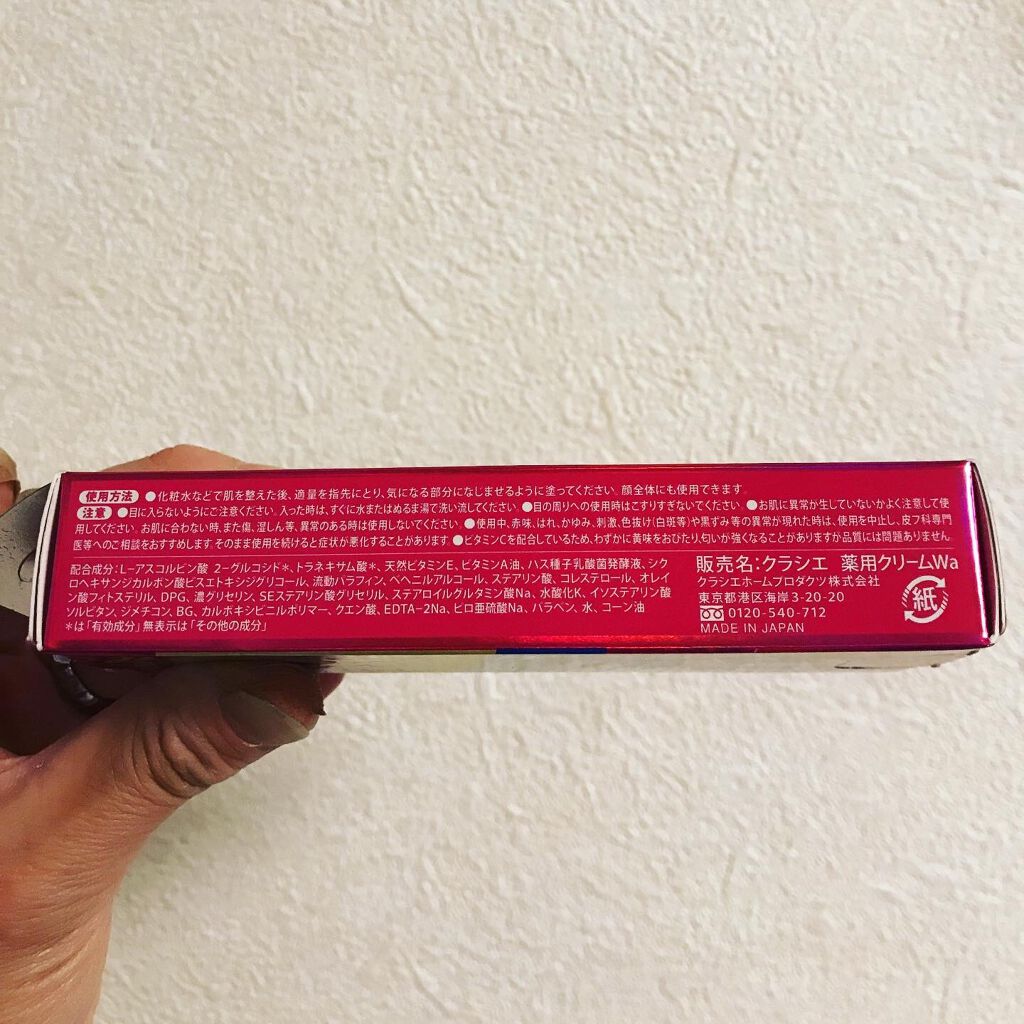 使用方法 ●化粧水などで肌を整えた後、適量を指先にとり、気になる部分になじませるように塗ってください。顔全体にも使用できます。
注意 ●目に入らないようにご注意ください。入った時は、すぐに水またはぬるま湯で洗い流してください。●目の周りへの使用時はこすりすぎないでください。●お肌に異常が生じていないかよく注意して使
用してください。お肌に合わない時、また傷、湿しん等、異常のある時は使用しないでください。●使用中、赤味、はれ、かゆみ、刺激、色抜け(白斑等)や黒ずみ等の異常が現れた時は、使用を中止し、皮フ科専門
医等へのご相談をおすすめします。そのまま使用を続けると症状が悪化することがあります。●ビタミンCを配合しているため、わずかに黄味をおびたり、匂いが強くなることがありますが品質には問題ありません。
配合成分:L-アスコルビン酸 2-グルコシド*、トラネキサム酸*、天然ビタミンE、ビタミンA油、ハス種子乳酸菌発酵液、シク
ロヘキサンジカルボン酸ビスエトキシジグリコール、流動パラフィン、ベヘニルアルコール、ステアリン酸、コレステロール、オレイ
ン酸フィトステリル、DPG、濃グリセリン、SEステアリン酸グリセリル、ステアロイルグルタミン酸Na、水酸化K、イソステアリン酸
ソルビタン、ジメチコン、BG、カルボキシビニルポリマー、クエン酸、EDTA-2Na、ヒロ亜硫酸Na、パラベン、水、コーン油
*は「有効成分」無表示は「その他の成分」
販売名:クラシエ 薬用クリームWa
クラシエホームプロダクツ株式会社
東京都港区海岸3-20-20
0120-540-712
MADE IN JAPAN
紙